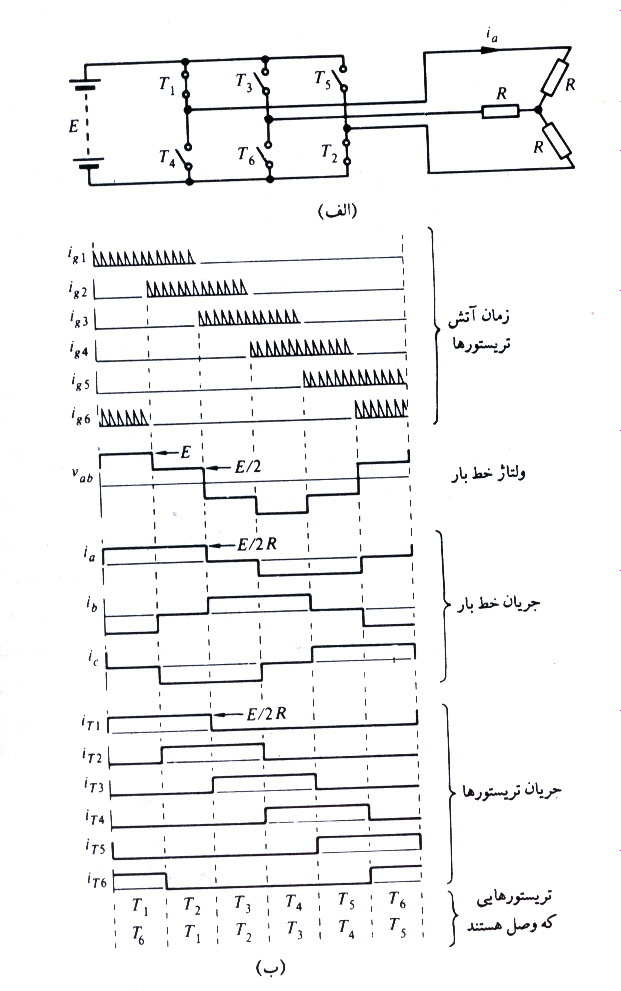 i_a
T_1
T_3
T_5
R
R
E
T_4
T_6
T_2
R
(الف)
i_g1
i_g2
i_g3
زمان آتش
تریستورها
i_g4
i_g5
i_g6
E
v_ab
E/2
ولتاژ خط بار
i_a
E/2R
i_b
جریان خط بار
i_c
i_T1
E/2R
i_T2
i_T3
جریان تریستورها
i_T4
i_T5
i_T6
T_1 T_2 T_3 T_4 T_5 T_6
تریستورهایی
T_6 T_1 T_2 T_3 T_4 T_5
که وصل هستند
(ب)